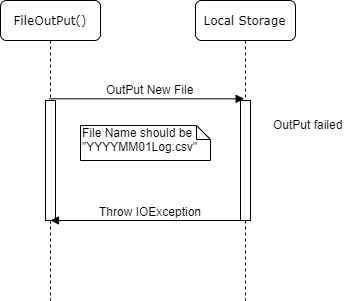 FileOutPut()
Local Storage
OutPut New File
OutPut failed
File Name should be
"YYYYMM01Log.csv"
Throw IOException